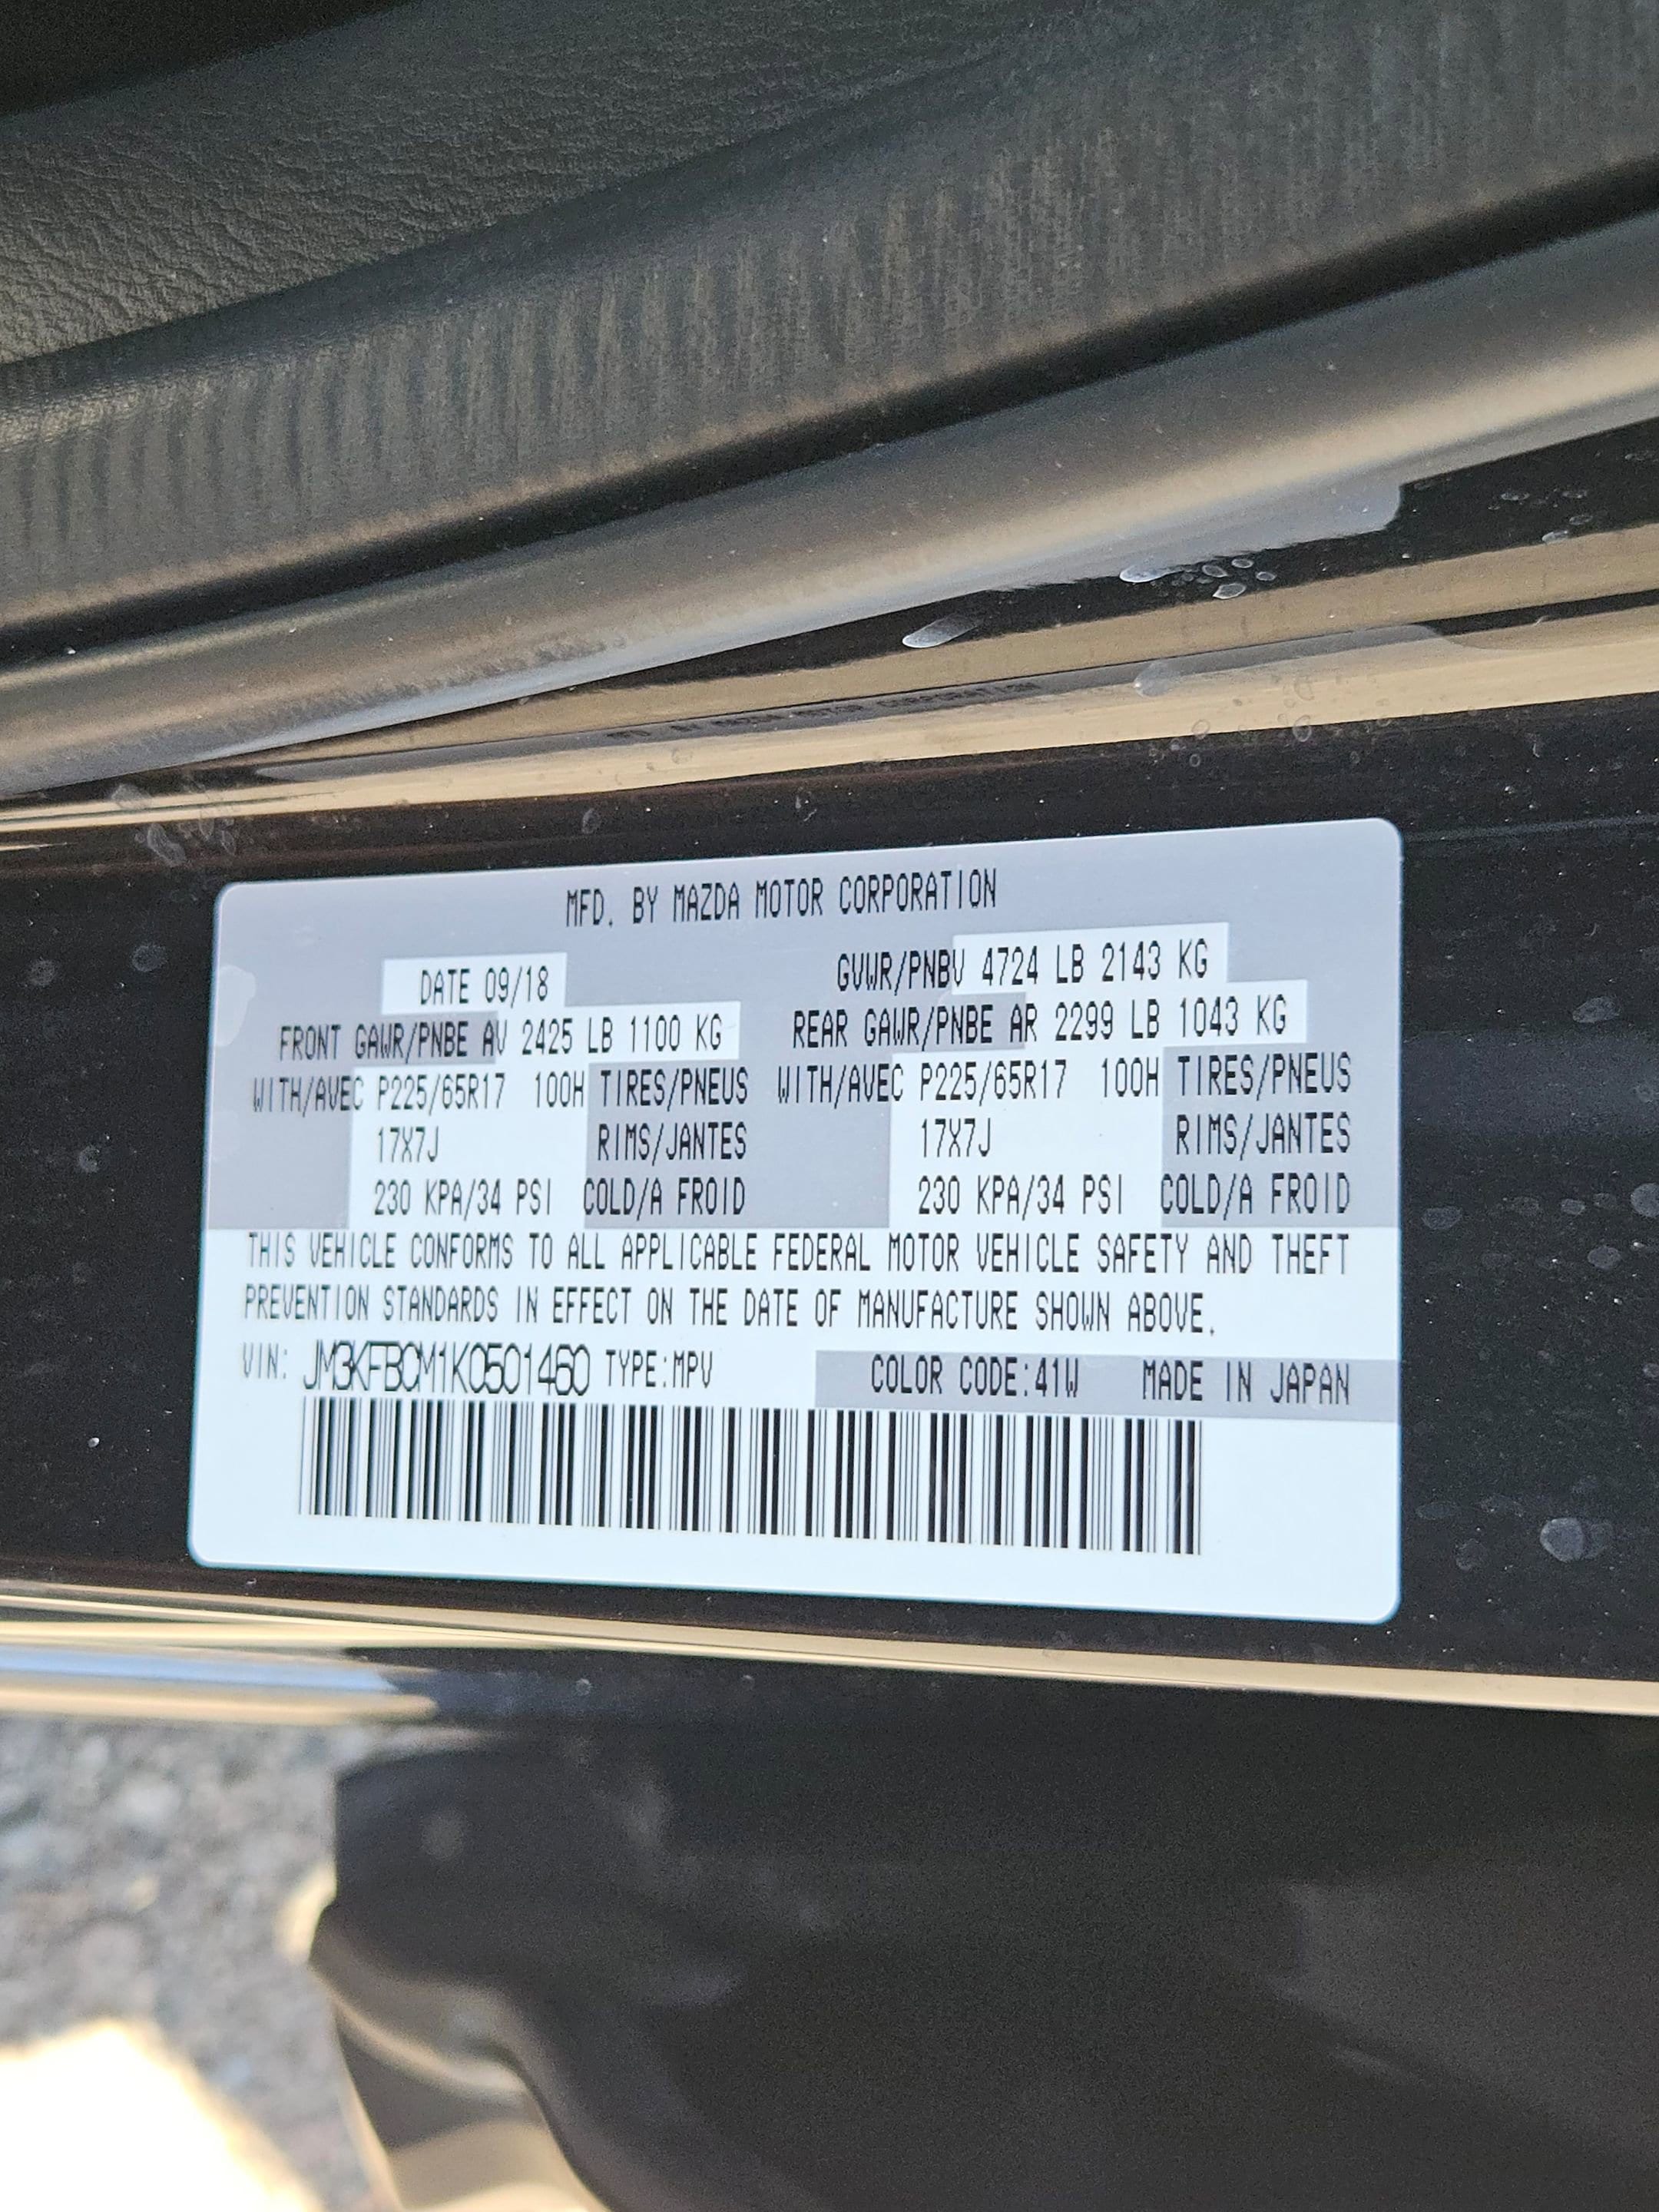 MFD. BY MAZDA MOTOR CORPORATION
DATE 09/18 GVWR/PNBV 4724 LB 2143 KG
FRONT GAWR/PNBE AV 2425 LB 1100 KG REAR GAWR/PNBE AR 2299 LB 1043 KG
WITH/AVEC P225/65R17 100H TIRES/PNEUS WITH/AVEC P225/65R17 100H TIRES/PNEUS
17X7J RIMS/JANTES 17X7J RIMS/JANTES
230 KPA/34 PSI COLD/A FROID 230 KPA/34 PSI COLD/A FROID
THIS VEHICLE CONFORMS TO ALL APPLICABLE FEDERAL MOTOR VEHICLE SAFETY AND THEFT
PREVENTION STANDARDS IN EFFECT ON THE DATE OF MANUFACTURE SHOWN ABOVE.
VIN: JM3KFBCM1K0501460 TYPE:MPV COLOR CODE:41W MADE IN JAPAN